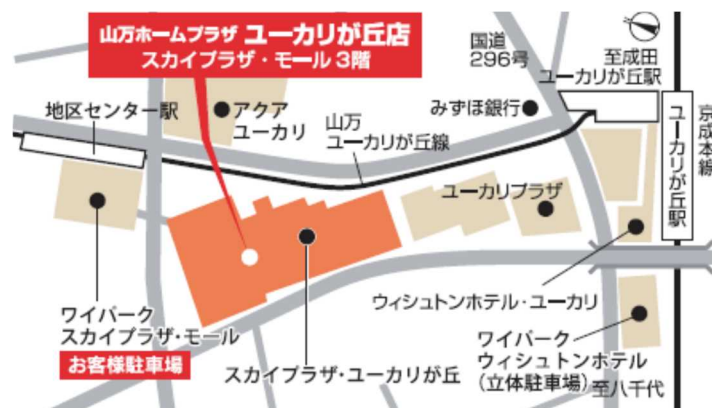 山万ホームプラザ ユーカリが丘店
スカイプラザ・モール 3階
国道
296号
至成田
ユーカリが丘駅
地区センター駅
アクア
ユーカリ
山万
ユーカリが丘線
みずほ銀行
ユーカリが丘駅
京成本線
ユーカリプラザ
ウィシュトンホテル・ユーカリ
ワイパーク
スカイプラザ・モール
お客様駐車場
スカイプラザ・ユーカリが丘
ワイパーク
ウィシュトンホテル
(立体駐車場)
至八千代